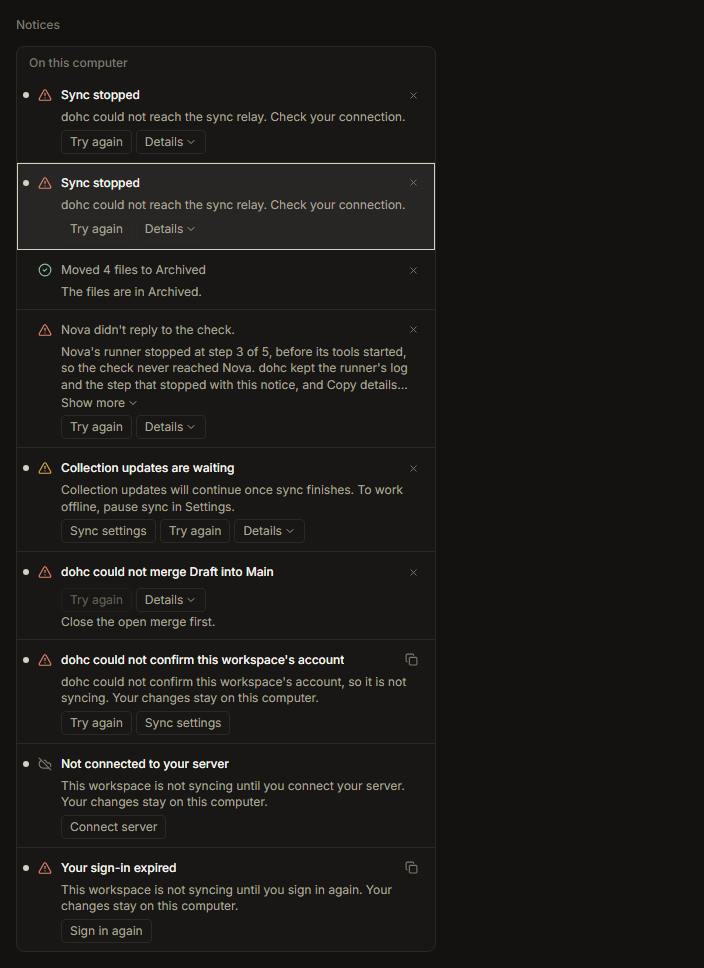 Notices
On this computer
Sync stopped
dohc could not reach the sync relay. Check your connection.
Try again Details
Sync stopped
dohc could not reach the sync relay. Check your connection.
Try again Details
Moved 4 files to Archived
The files are in Archived.
Nova didn't reply to the check.
Nova's runner stopped at step 3 of 5, before its tools started,
so the check never reached Nova. dohc kept the runner's log
and the step that stopped with this notice, and Copy details...
Show more
Try again Details
Collection updates are waiting
Collection updates will continue once sync finishes. To work
offline, pause sync in Settings.
Sync settings Try again Details
dohc could not merge Draft into Main
Try again Details
Close the open merge first.
dohc could not confirm this workspace's account
dohc could not confirm this workspace's account, so it is not
syncing. Your changes stay on this computer.
Try again Sync settings
Not connected to your server
This workspace is not syncing until you connect your server.
Your changes stay on this computer.
Connect server
Your sign-in expired
This workspace is not syncing until you sign in again. Your
changes stay on this computer.
Sign in again